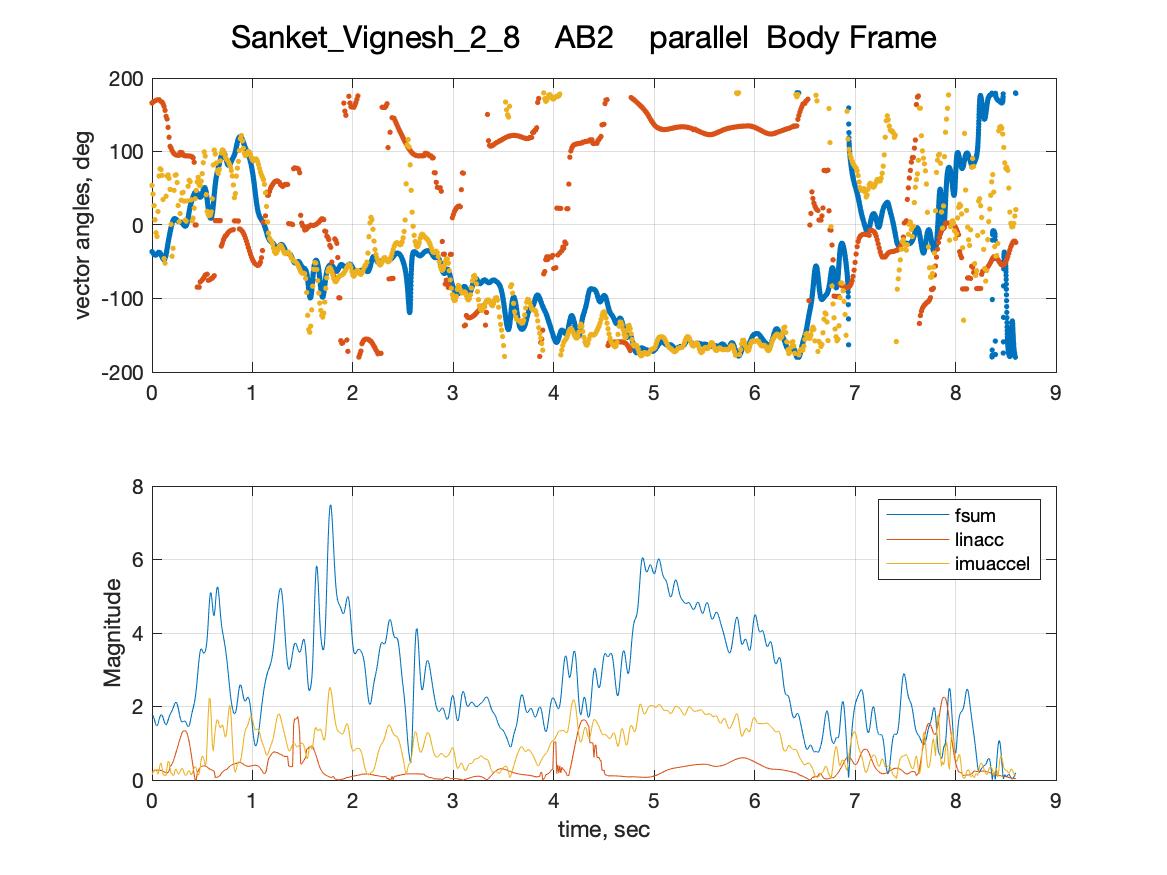 Sanket_Vignesh_2_8    AB2    parallel  Body Frame
200
100
0
-100
-200
vector angles, deg
0 1 2 3 4 5 6 7 8 9
8
6
4
2
0
Magnitude
fsum
linacc
imuaccel
0 1 2 3 4 5 6 7 8 9
time, sec